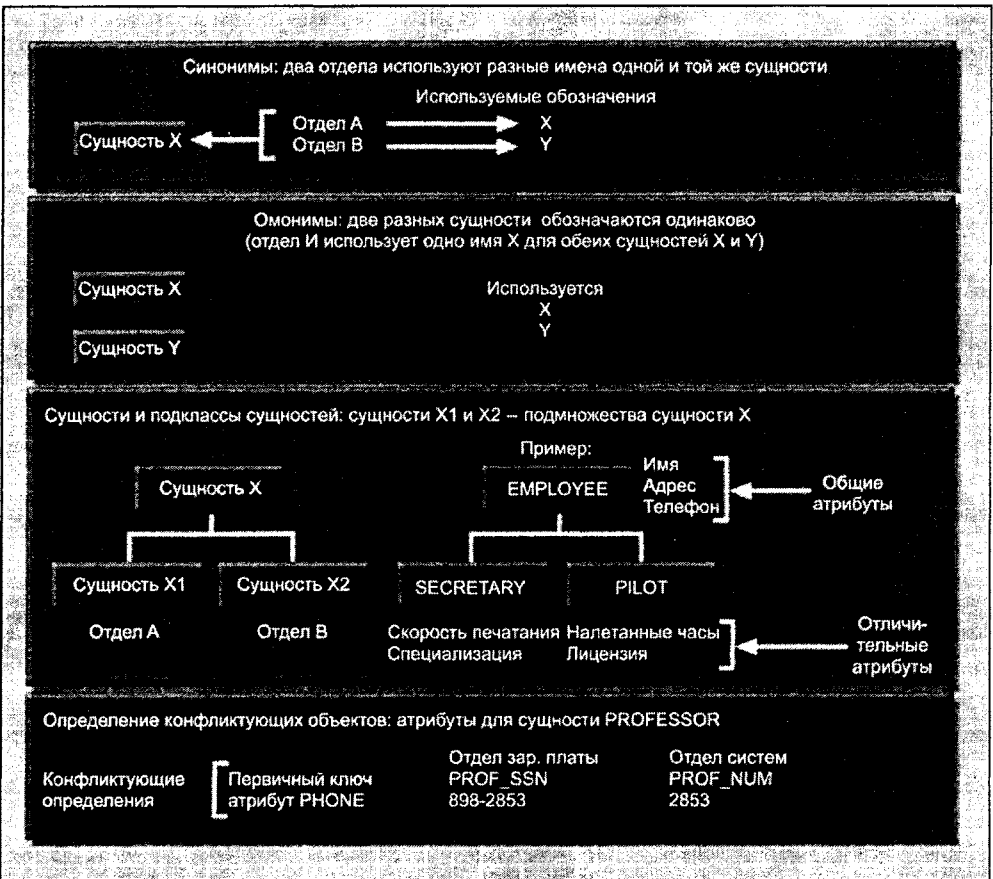 Синонимы: два отдела используют разные имена одной и той же сущности
Используемые обозначения
Сущность X
Отдел A
X
Отдел B
Y
Омонимы: две разных сущности обозначаются одинаково
(отдел И использует одно имя X для обеих сущностей X и Y)
Сущность X
Используется
X
Y
Сущность Y
Сущности и подклассы сущностей: сущности X1 и X2 – подмножества сущности X
Пример:
Сущность X
EMPLOYEE
Имя
Адрес
Телефон
Общие
атрибуты
Сущность X1
Сущность X2
SECRETARY
PILOT
Отдел A
Отдел B
Скорость печатания
Специализация
Налетанные часы
Лицензия
Отличи-
тельные
атрибуты
Определение конфликтующих объектов: атрибуты для сущности PROFESSOR
Отдел зар. платы
Отдел систем
Конфликтующие
определения
Первичный ключ
PROF_SSN
PROF_NUM
атрибут PHONE
898-2853
2853